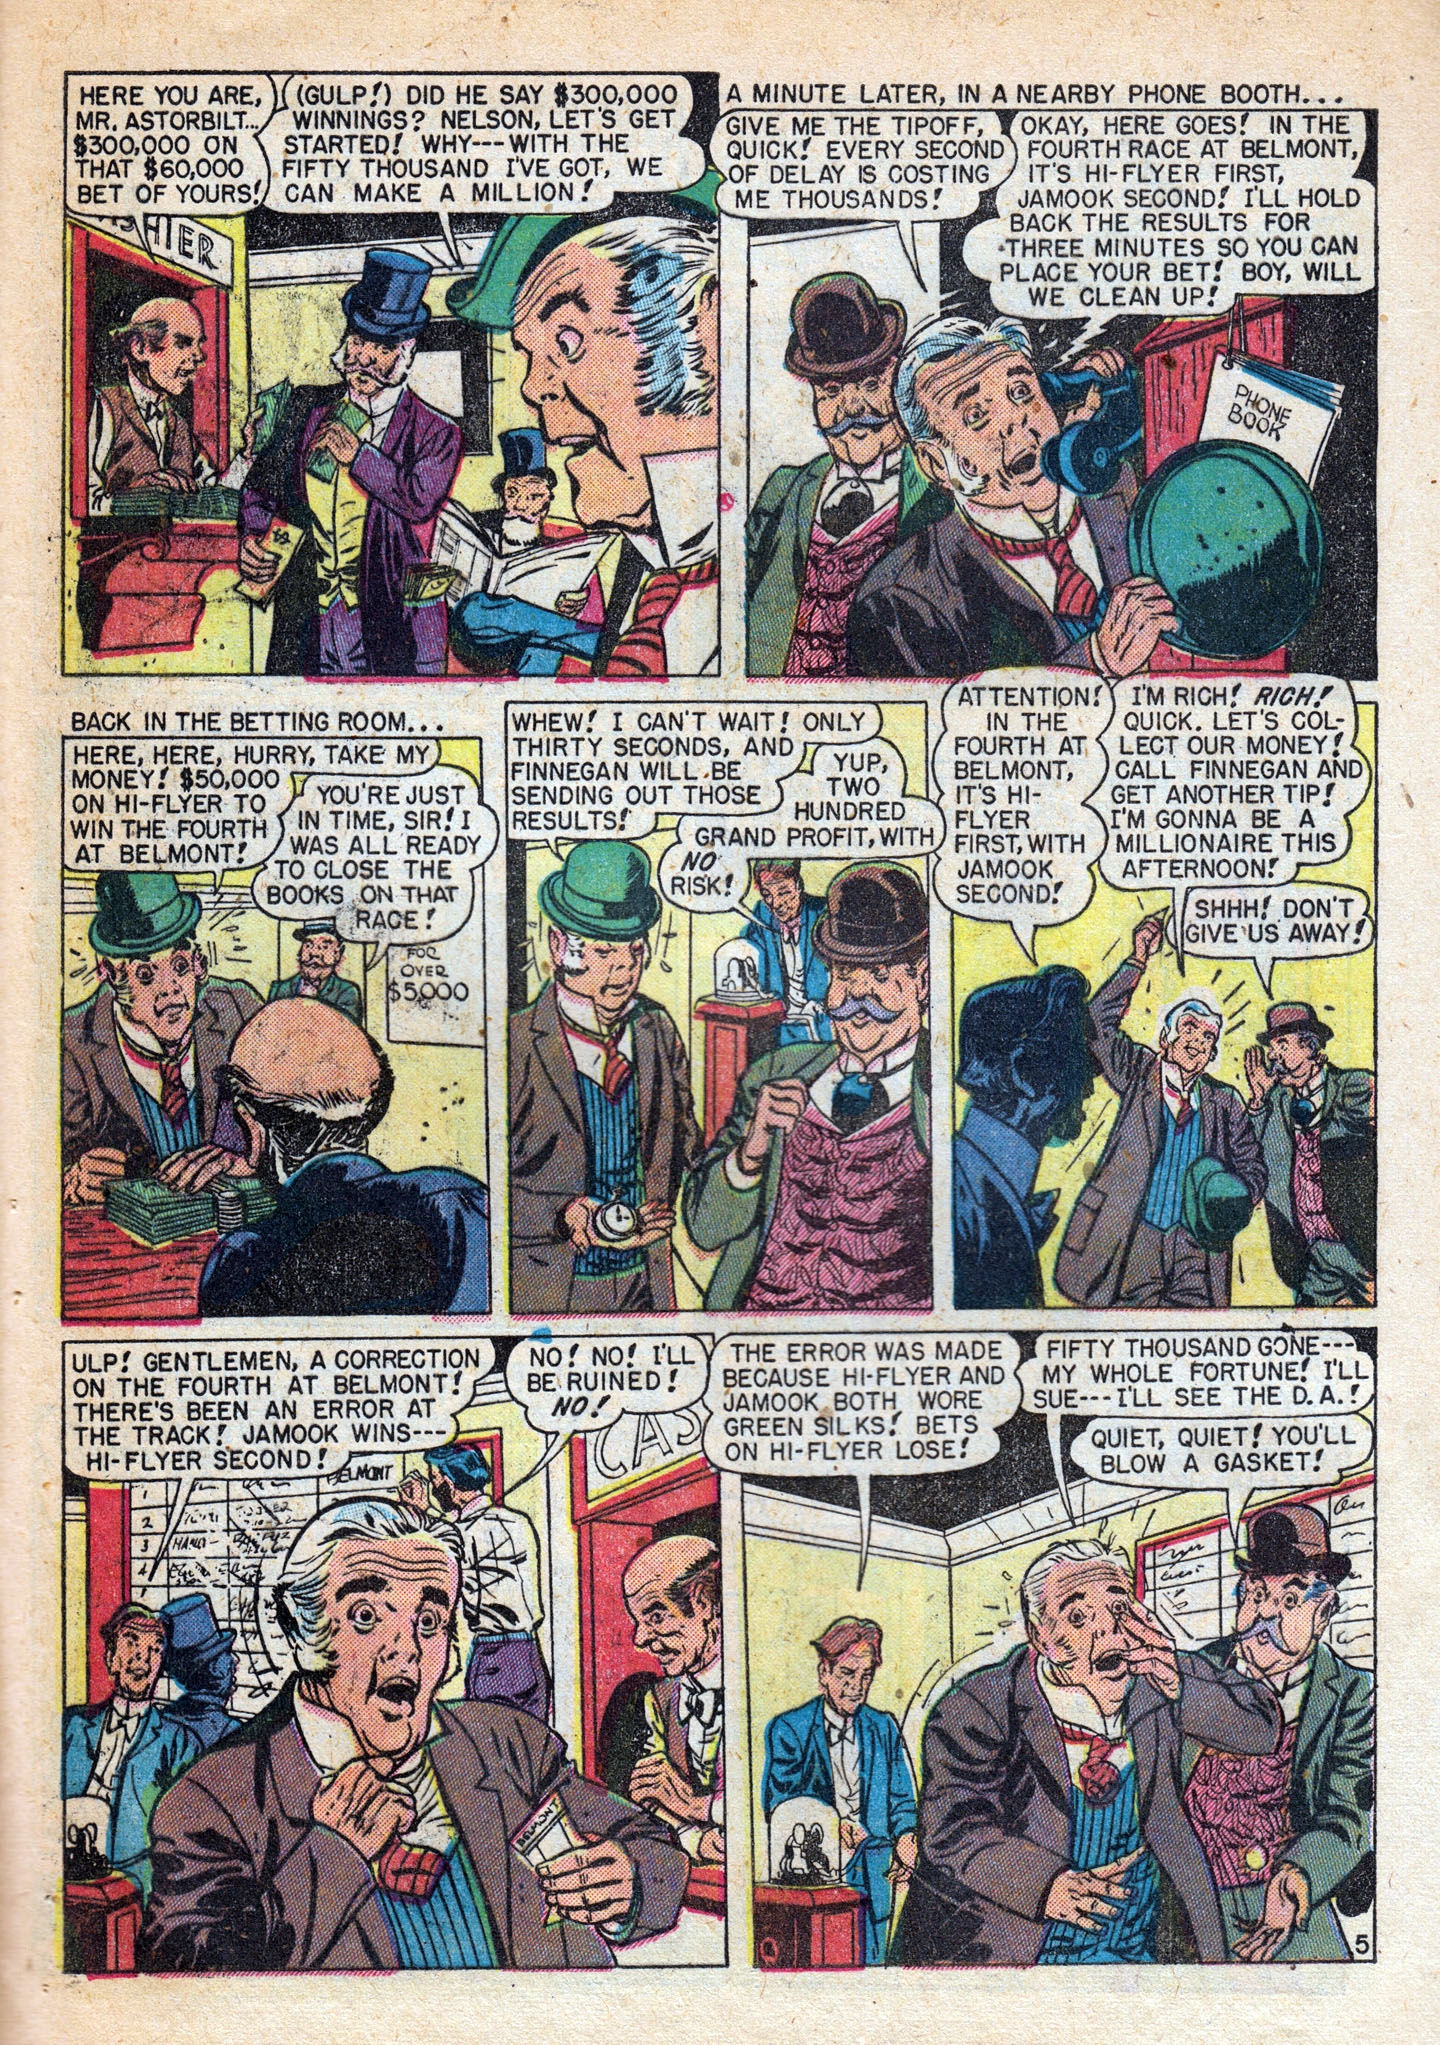 HERE YOU ARE,
MR. ASTORBILT...
$300,000 ON
THAT $60,000
BET OF YOURS!
(GULP!) DID HE SAY $300,000
WINNINGS? NELSON, LET'S GET
STARTED! WHY---WITH THE
FIFTY THOUSAND I'VE GOT, WE
CAN MAKE A MILLION!
SHIER
A MINUTE LATER, IN A NEARBY PHONE BOOTH...
GIVE ME THE TIPOFF,
QUICK! EVERY SECOND
OF DELAY IS COSTING
ME THOUSANDS!
OKAY, HERE GOES! IN THE
FOURTH RACE AT BELMONT,
IT'S HI-FLYER FIRST,
JAMOOK SECOND! I'LL HOLD
BACK THE RESULTS FOR
THREE MINUTES SO YOU CAN
PLACE YOUR BET! BOY, WILL
WE CLEAN UP!
PHONE
BOOK
BACK IN THE BETTING ROOM...
HERE, HERE, HURRY, TAKE MY
MONEY! $50,000
ON HI-FLYER TO
WIN THE FOURTH
AT BELMONT!
YOU'RE JUST
IN TIME, SIR! I
WAS ALL READY
TO CLOSE THE
BOOKS ON THAT
RACE!
FOR
OVER
$5,000
WHEW! I CAN'T WAIT! ONLY
THIRTY SECONDS, AND
FINNEGAN WILL BE
SENDING OUT THOSE
RESULTS!
YUP,
TWO
HUNDRED
GRAND PROFIT, WITH
NO
RISK!
ATTENTION!
IN THE
FOURTH AT
BELMONT,
IT'S HI-
FLYER
FIRST, WITH
JAMOOK
SECOND!
I'M RICH! RICH!
QUICK. LET'S COL-
LECT OUR MONEY!
CALL FINNEGAN AND
GET ANOTHER TIP!
I'M GONNA BE A
MILLIONAIRE THIS
AFTERNOON!
SHHH! DON'T
GIVE US AWAY!
ULP! GENTLEMEN, A CORRECTION
ON THE FOURTH AT BELMONT!
THERE'S BEEN AN ERROR AT
THE TRACK! JAMOOK WINS---
HI-FLYER SECOND!
NO! NO! I'LL
BE RUINED!
NO!
BELMONT
1
2
3
4
CAS
BELMONT
THE ERROR WAS MADE
BECAUSE HI-FLYER AND
JAMOOK BOTH WORE
GREEN SILKS! BETS
ON HI-FLYER LOSE!
FIFTY THOUSAND GONE---
MY WHOLE FORTUNE! I'LL
SUE---I'LL SEE THE D.A.!
QUIET, QUIET! YOU'LL
BLOW A GASKET!
5